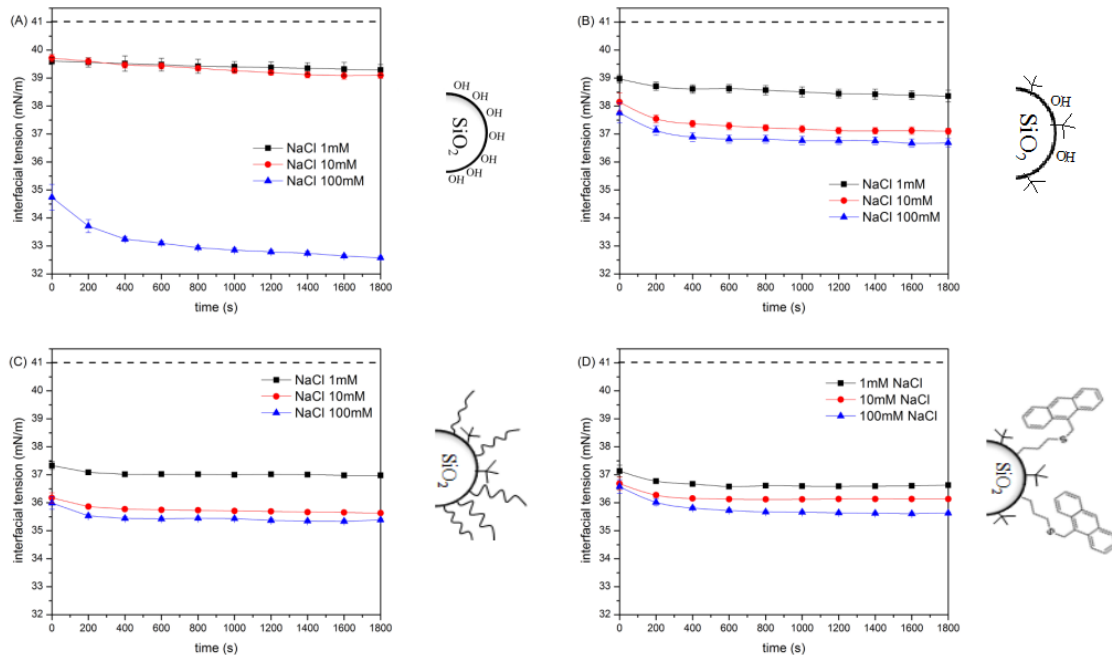 (A)
interfacial tension (mN/m)
41
40
39
38
37
36
35
34
33
32
NaCl 1mM
NaCl 10mM
NaCl 100mM
0 200 400 600 800 1000 1200 1400 1600 1800
time (s)
OH
OH
OH
OH
OH
OH
OH
SiO2
(B)
interfacial tension (mN/m)
41
40
39
38
37
36
35
34
33
32
NaCl 1mM
NaCl 10mM
NaCl 100mM
0 200 400 600 800 1000 1200 1400 1600 1800
time (s)
OH
SiO2
OH
(C)
interfacial tension (mN/m)
41
40
39
38
37
36
35
34
33
32
NaCl 1mM
NaCl 10mM
NaCl 100mM
0 200 400 600 800 1000 1200 1400 1600 1800
time (s)
SiO2
(D)
interfacial tension (mN/m)
41
40
39
38
37
36
35
34
33
32
1mM NaCl
10mM NaCl
100mM NaCl
0 200 400 600 800 1000 1200 1400 1600 1800
time (s)
S
SiO2
S